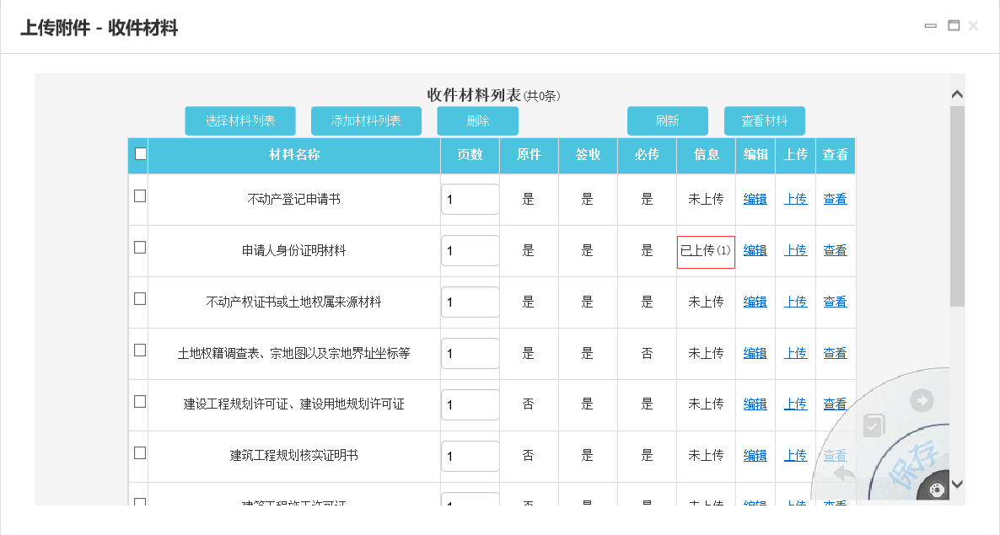 上传附件 - 收件材料
收件材料列表(共0条)
选择材料列表 添加材料列表 删除 刷新 查看材料
材料名称 页数 原件 签收 必传 信息 编辑 上传 查看
不动产登记申请书 1 是 是 是 未上传 编辑 上传 查看
申请人身份证明材料 1 是 是 是 已上传(1) 编辑 上传 查看
不动产权证书或土地权属来源材料 1 是 是 是 未上传 编辑 上传 查看
土地权籍调查表、宗地图以及宗地界址坐标等 1 是 是 否 未上传 编辑 上传 查看
建设工程规划许可证、建设用地规划许可证 1 否 是 是 未上传 编辑 上传 查看
建筑工程规划核实证明书 1 否 是 是 未上传 编辑 上传 查看
建筑工程施工许可证 1 否 是 是 未上传 编辑 上传 查看
保存